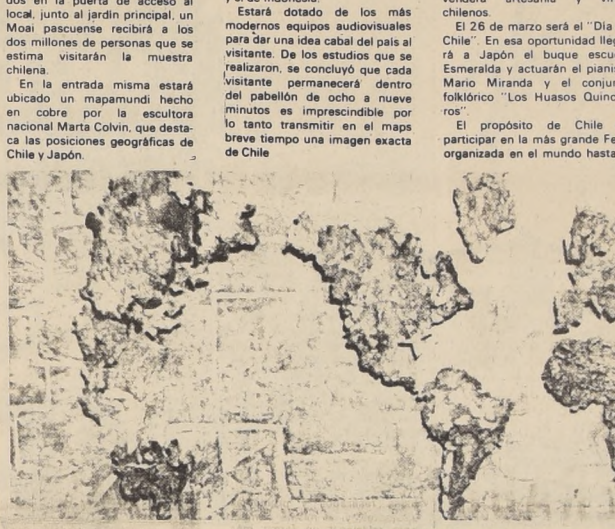 dos en la puerta de acceso al
local, junto al jardín principal, un
Moai pascuense recibirá a los
dos millones de personas que se
estima visitarán la muestra
chilena.
En la entrada misma estará
ubicado un mapamundi hecho
en cobre por la escultora
nacional Marta Colvin, que desta-
ca las posiciones geográficas de
Chile y Japón.
Estará dotado de los más
modernos equipos audiovisuales
para dar una idea cabal del país al
visitante. De los estudios que se
realizaron, se concluyó que cada
visitante permanecerá dentro
del pabellón de ocho a nueve
minutos es imprescindible por
lo tanto transmitir en el maps
breve tiempo una imagen exacta
de Chile
chilenos.
El 26 de marzo será el "Día
Chile". En esa oportunidad lleg
rá a Japón el buque escu
Esmeralda y actuarán el pianis
Mario Miranda y el conju
folklórico "Los Huasos Quinc
ros".
El propósito de Chile
participar en la más grande Fe
organizada en el mundo hasta